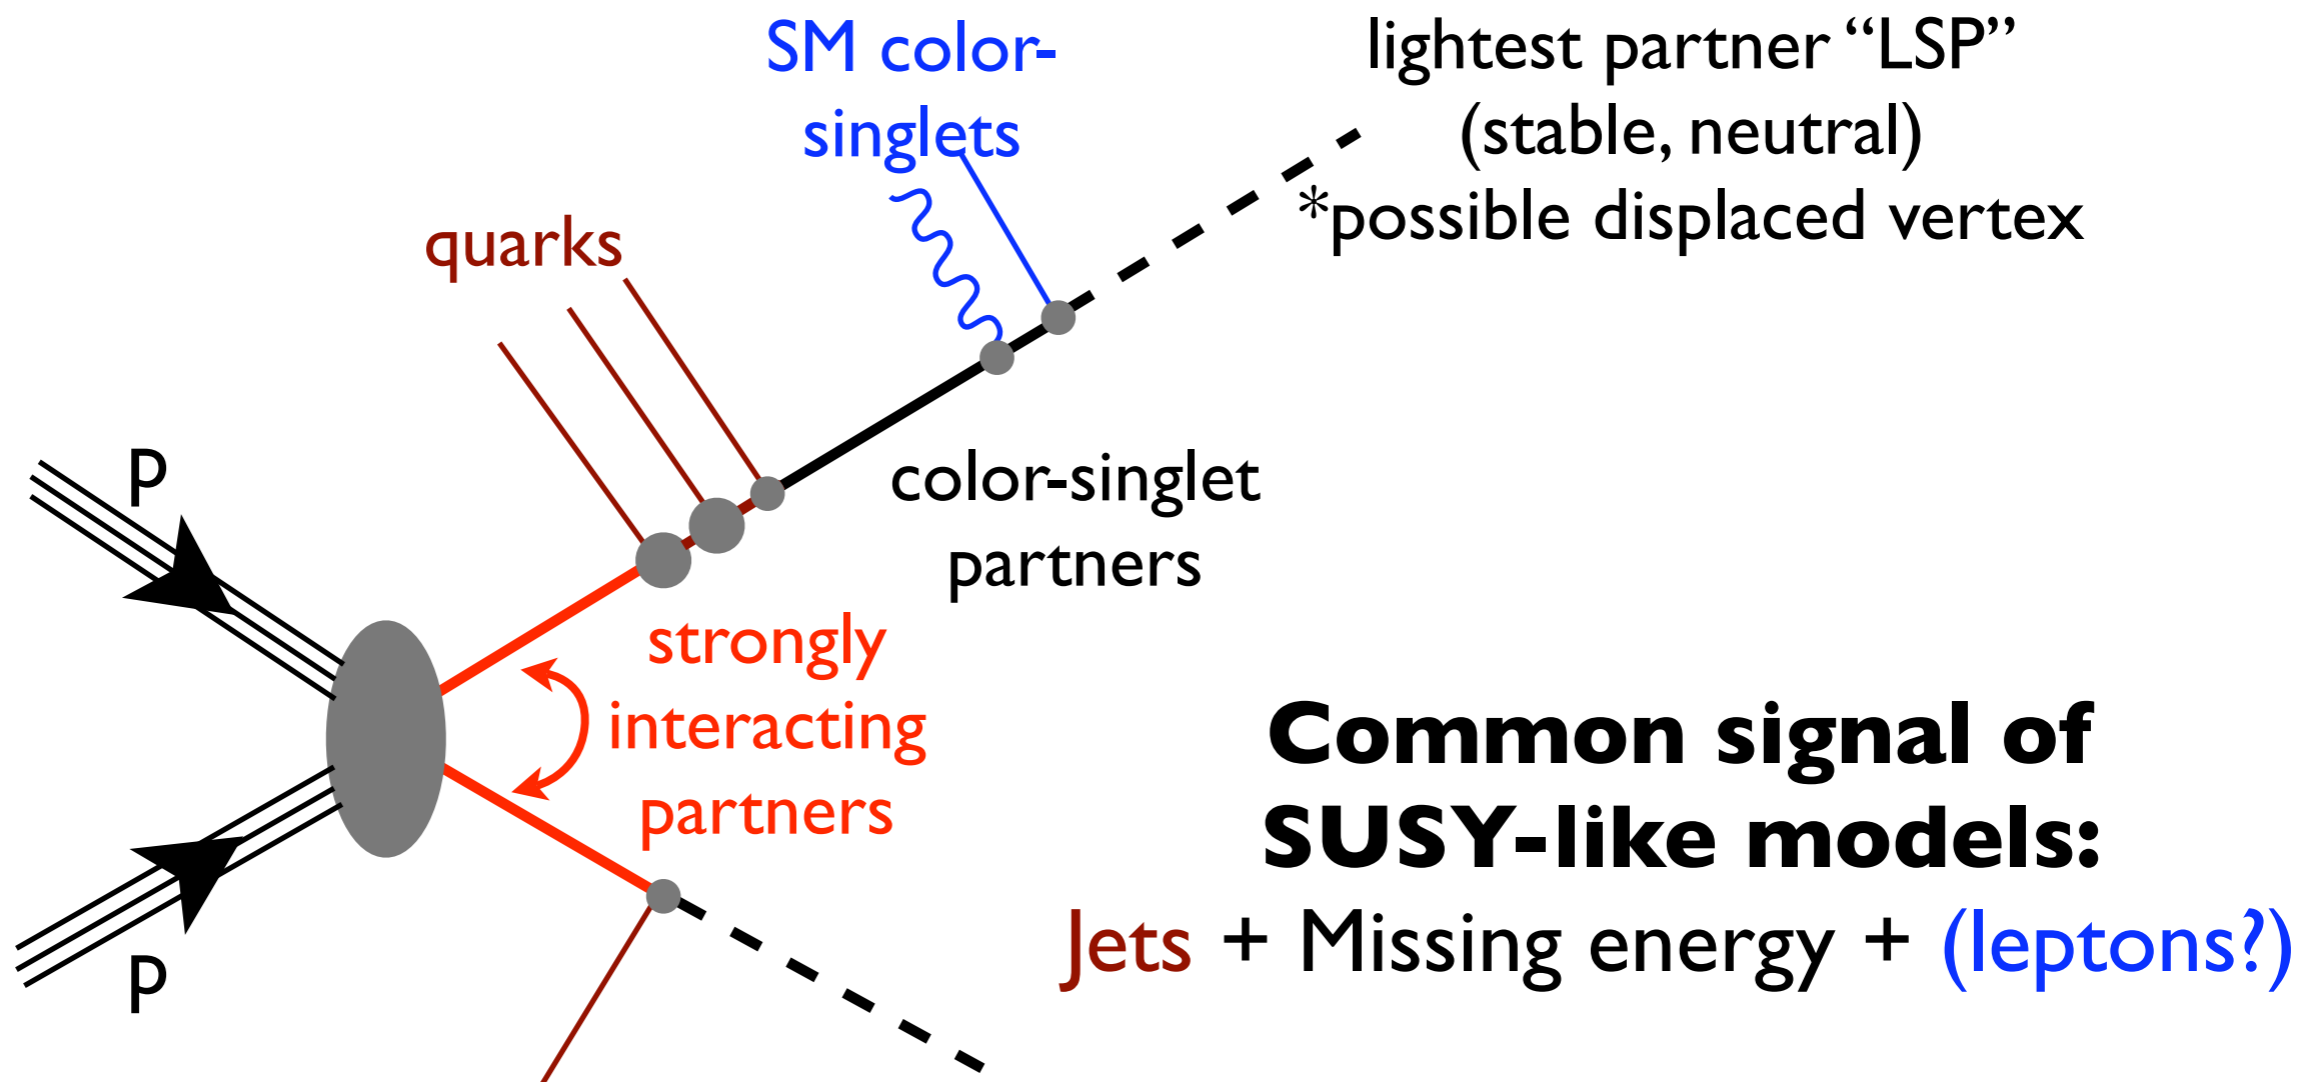 SM color-
singlets
lightest partner “LSP”
(stable, neutral)
*possible displaced vertex
quarks
p
color-singlet
partners
strongly
interacting
partners
p
Common signal of
SUSY-like models:
Jets + Missing energy + (leptons?)